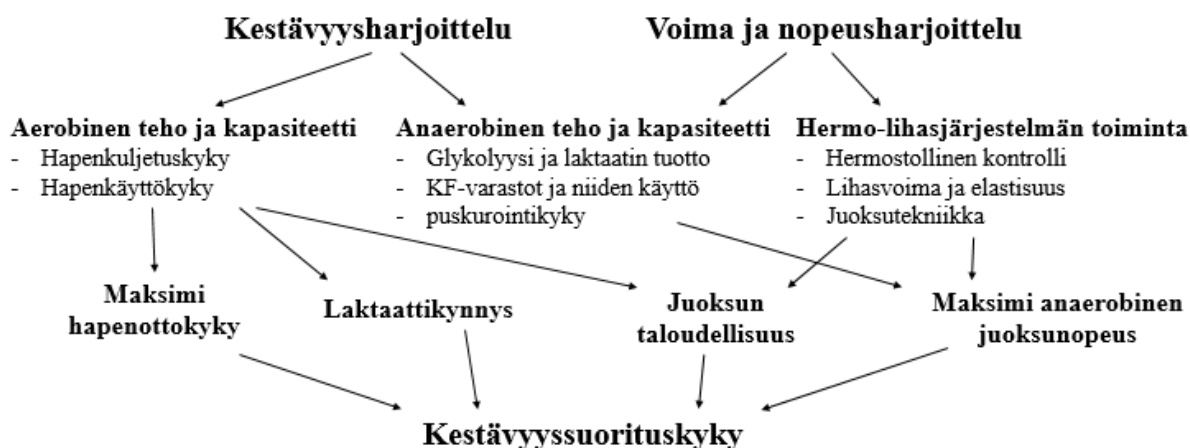 Kestävyysharjoittelu
Voima ja nopeusharjoittelu
Aerobinen teho ja kapasiteetti
- Hapenkuljetuskyky
- Hapenkäyttökyky
Anaerobinen teho ja kapasiteetti
- Glykolyysi ja laktaatin tuotto
- KF-varastot ja niiden käyttö
- puskurointikyky
Hermo-lihasjärjestelmän toiminta
- Hermostollinen kontrolli
- Lihasvoima ja elastisuus
- Juoksutekniikka
Maksimi
hapenottokyky
Laktaattikynnys
Juoksun
taloudellisuus
Maksimi anaerobinen
juoksunopeus
Kestävyyssuorituskyky